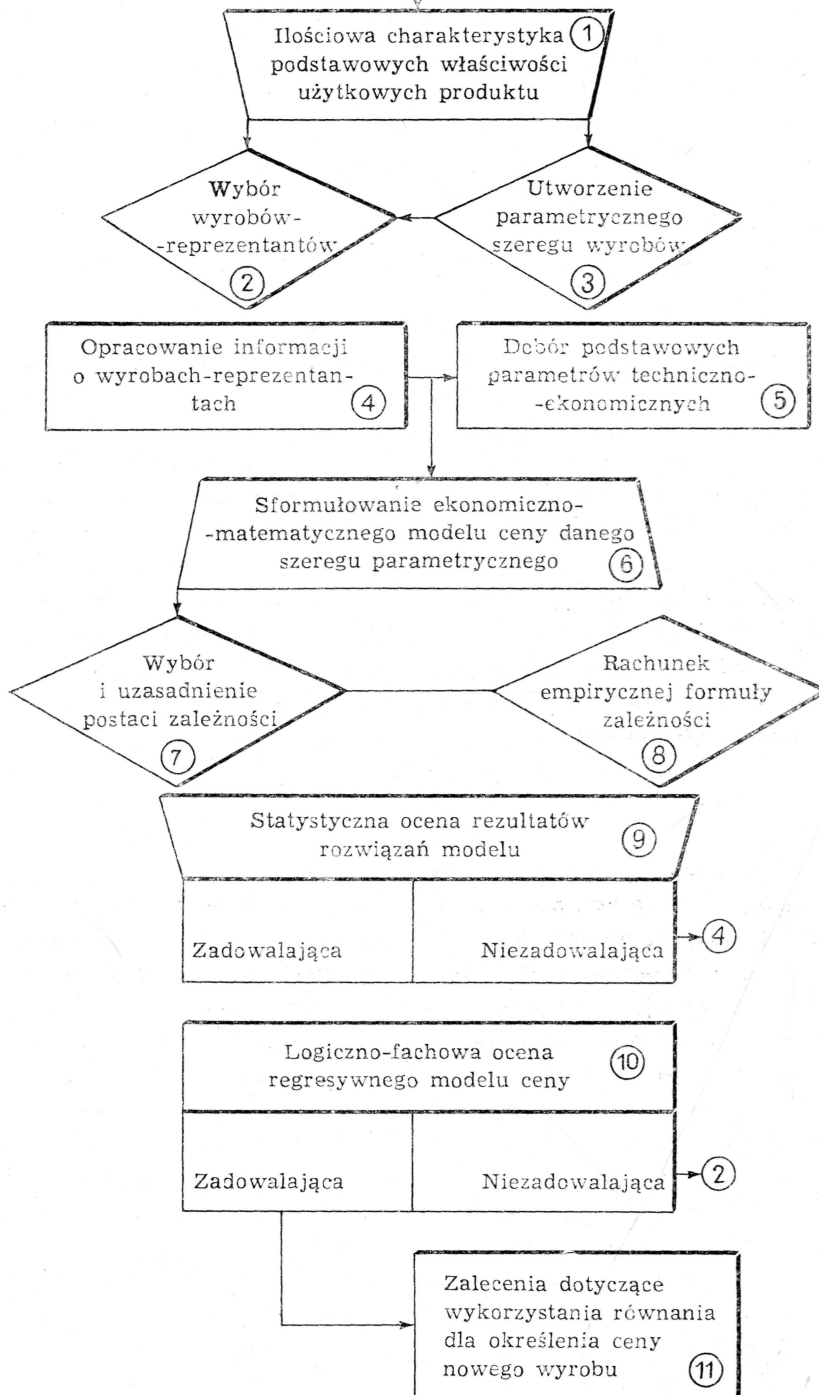 Ilościowa charakterystyka ①
podstawowych właściwości
użytkowych produktu
Wybór
wyrobów-
-reprezentantów
②
Utworzenie
parametrycznego
szeregu wyrobów
③
Opracowanie informacji
o wyrobach-reprezentan-
tach ④
Dobór podstawowych
parametrów techniczno-
-ekonomicznych ⑤
Sformułowanie ekonomiczno-
-matematycznego modelu ceny danego
szeregu parametrycznego ⑥
Wybór
i uzasadnienie
postaci zależności
⑦
Rachunek
empirycznej formuły
zależności
⑧
Statystyczna ocena rezultatów
rozwiązań modelu ⑨
Zadowalająca
Niezadowalająca ④
Logiczno-fachowa ocena
regresywnego modelu ceny ⑩
Zadowalająca
Niezadowalająca ②
Zalecenia dotyczące
wykorzystania równania
dla określenia ceny
nowego wyrobu ⑪